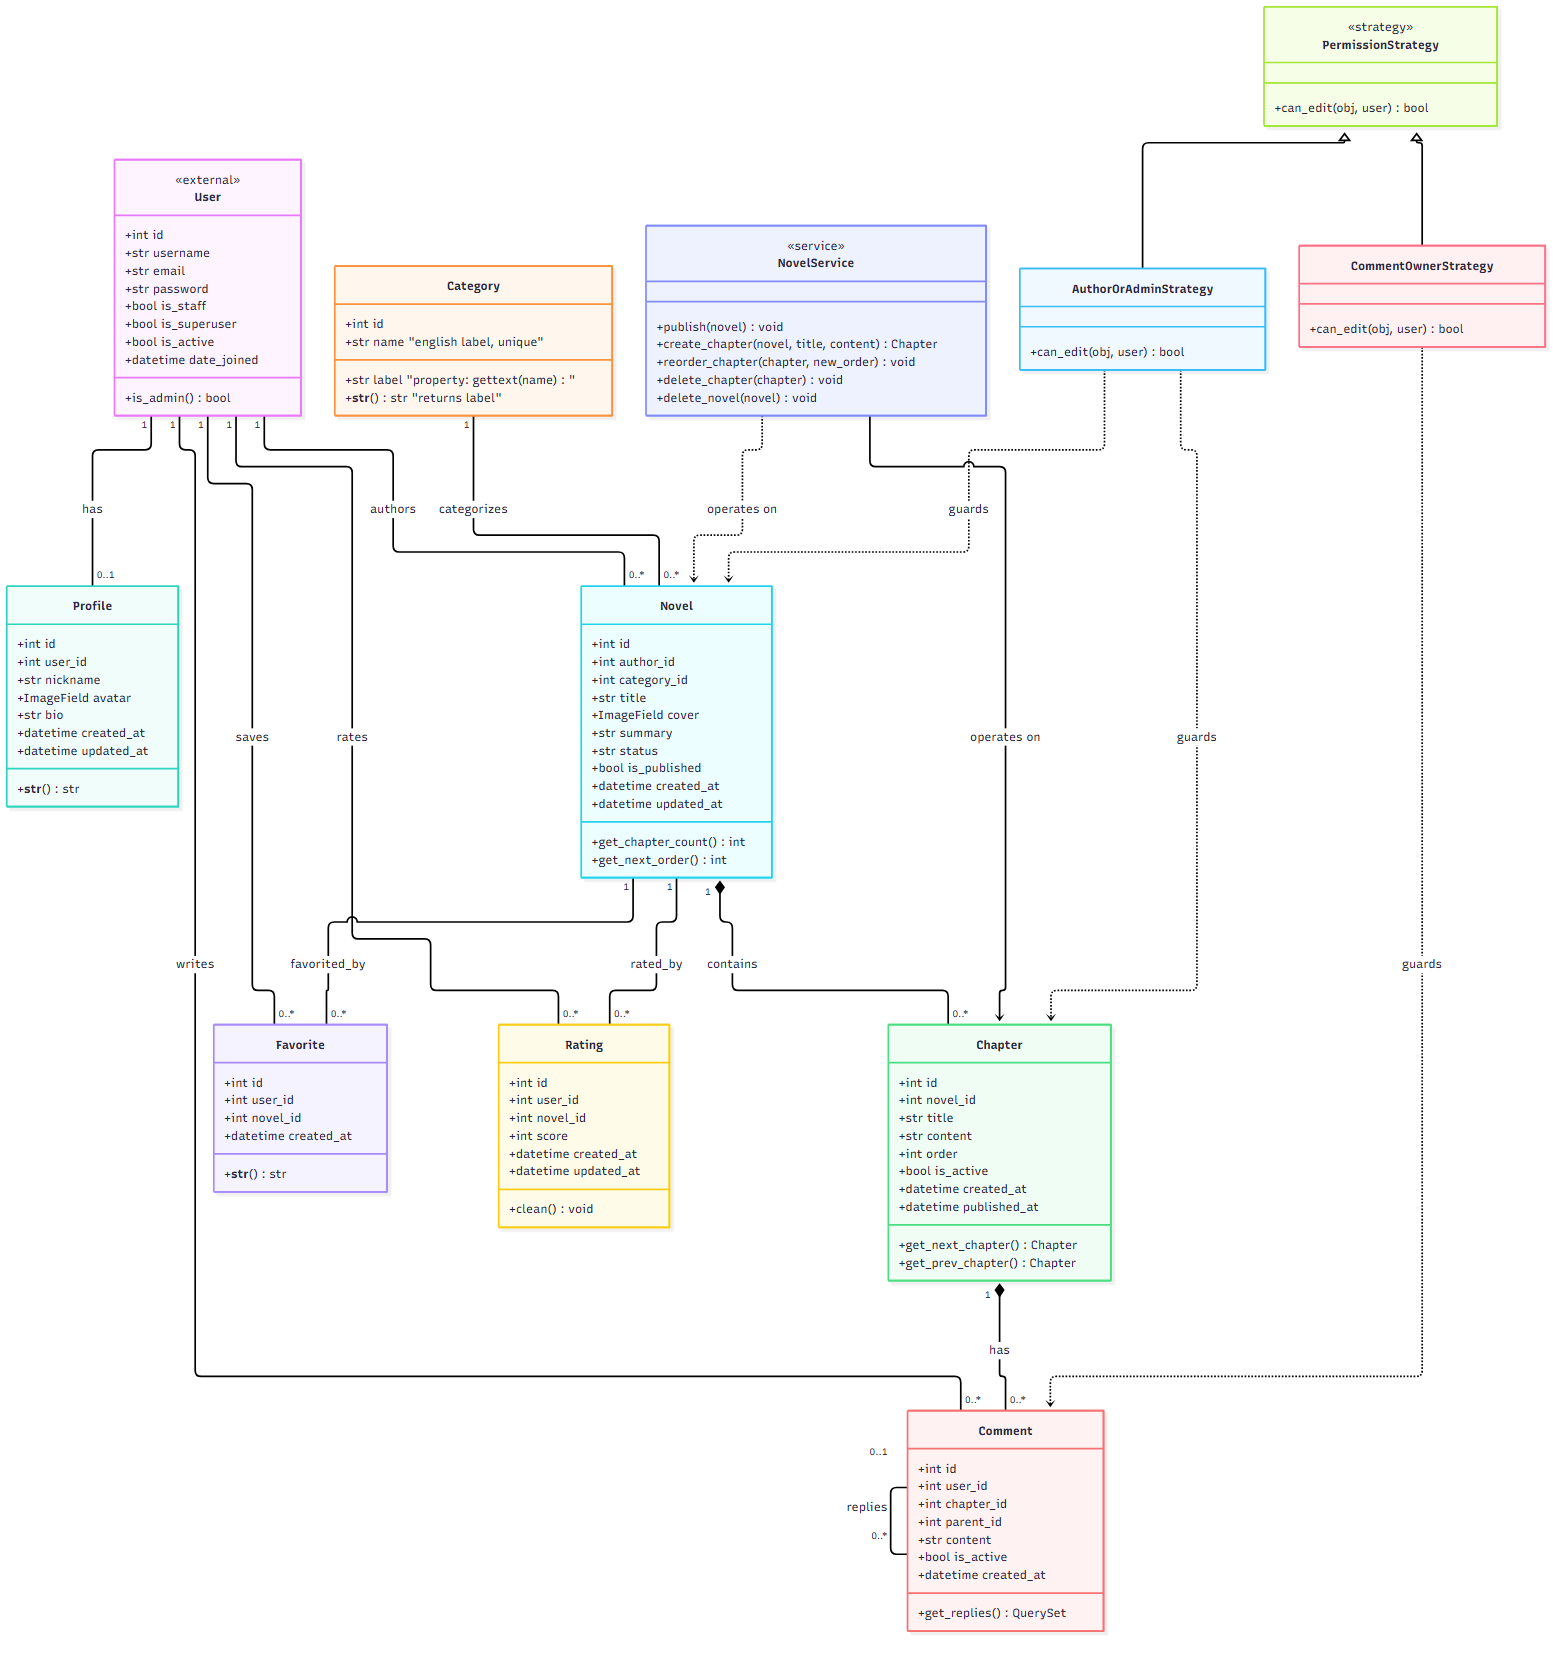 «strategy»
PermissionStrategy
+can_edit(obj, user) : bool
«external»
User
+int id
+str username
+str email
+str password
+bool is_staff
+bool is_superuser
+bool is_active
+datetime date_joined
+is_admin() : bool
Category
+int id
+str name "english label, unique"
+str label "property: gettext(name) : "
+str() : str "returns label"
«service»
NovelService
+publish(novel) : void
+create_chapter(novel, title, content) : Chapter
+reorder_chapter(chapter, new_order) : void
+delete_chapter(chapter) : void
+delete_novel(novel) : void
AuthorOrAdminStrategy
+can_edit(obj, user) : bool
CommentOwnerStrategy
+can_edit(obj, user) : bool
1
1
1
1
1
1
has
authors
categorizes
operates on
guards
0..1
0..*
0..*
Profile
+int id
+int user_id
+str nickname
+ImageField avatar
+str bio
+datetime created_at
+datetime updated_at
+str() : str
saves
rates
Novel
+int id
+int author_id
+int category_id
+str title
+ImageField cover
+str summary
+str status
+bool is_published
+datetime created_at
+datetime updated_at
+get_chapter_count() : int
+get_next_order() : int
operates on
guards
1
1
1
writes
favorited_by
rated_by
contains
guards
0..*
0..*
0..*
0..*
0..*
Favorite
+int id
+int user_id
+int novel_id
+datetime created_at
+str() : str
Rating
+int id
+int user_id
+int novel_id
+int score
+datetime created_at
+datetime updated_at
+clean() : void
Chapter
+int id
+int novel_id
+str title
+str content
+int order
+bool is_active
+datetime created_at
+datetime published_at
+get_next_chapter() : Chapter
+get_prev_chapter() : Chapter
1
has
0..*
0..*
Comment
0..1
replies
0..*
+int id
+int user_id
+int chapter_id
+int parent_id
+str content
+bool is_active
+datetime created_at
+get_replies() : QuerySet